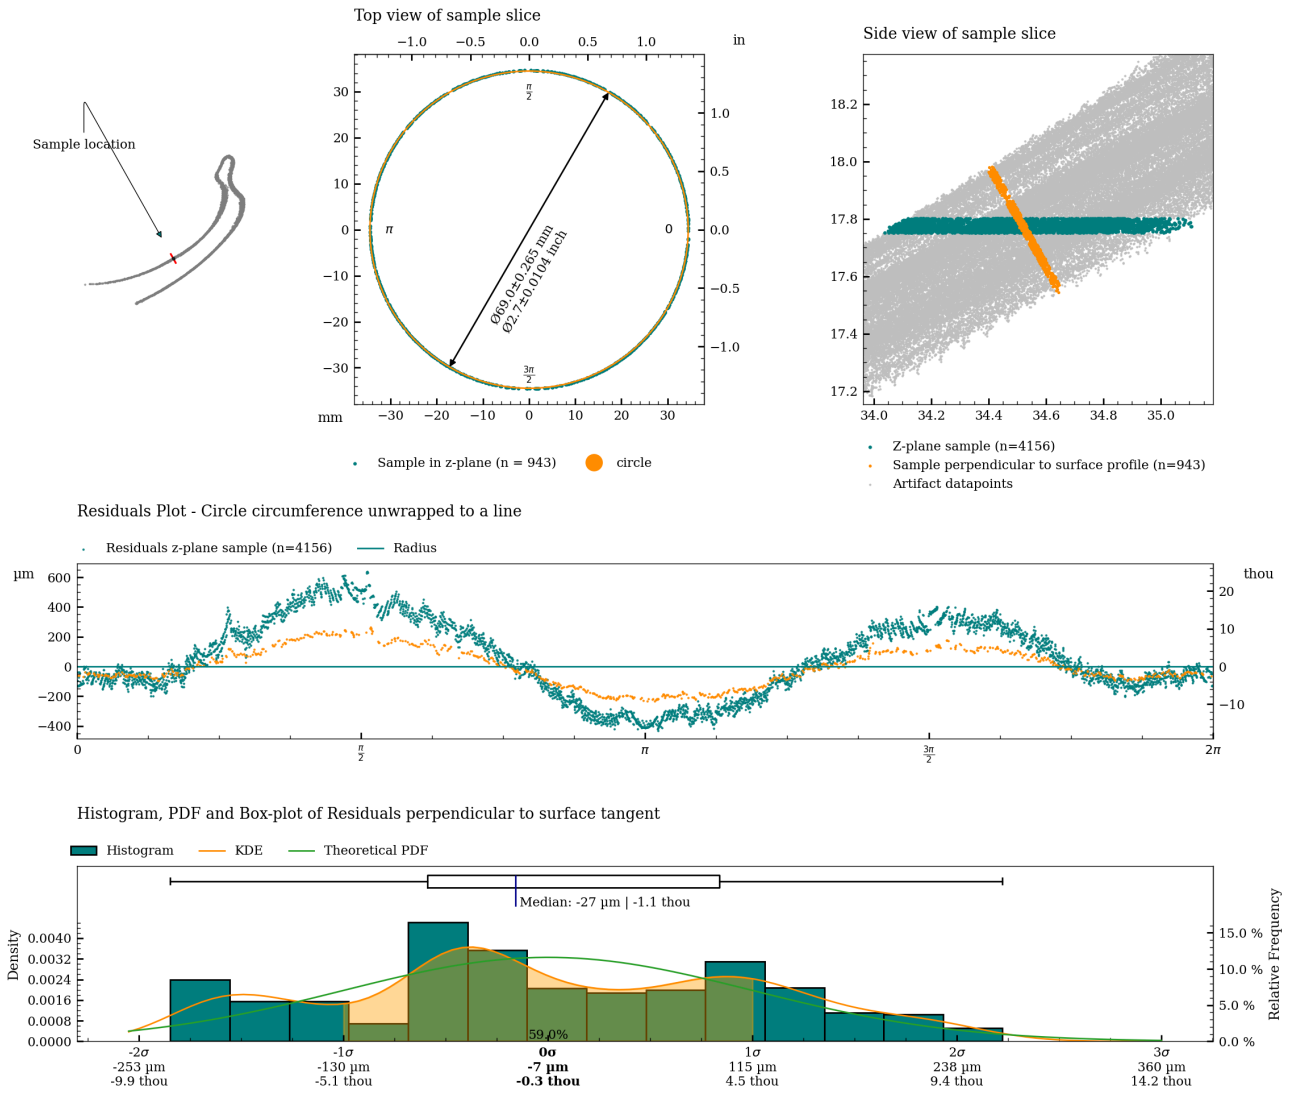 Top view of sample slice
−1.0 −0.5 0.0 0.5 1.0 in
Side view of sample slice
Sample location
30
20
10
0
−10
−20
−30
mm
π/2
π
0
3π/2
Ø69.0±0.265 mm
Ø2.7±0.0104 inch
1.0
0.5
0.0
−0.5
−1.0
−30 −20 −10 0 10 20 30
Sample in z-plane (n = 943) circle
18.2
18.0
17.8
17.6
17.4
17.2
34.0 34.2 34.4 34.6 34.8 35.0
Z-plane sample (n=4156)
Sample perpendicular to surface profile (n=943)
Artifact datapoints
Residuals Plot - Circle circumference unwrapped to a line
Residuals z-plane sample (n=4156) Radius
µm
600
400
200
0
−200
−400
thou
20
10
0
−10
0 π/2 π 3π/2 2π
Histogram, PDF and Box-plot of Residuals perpendicular to surface tangent
Histogram KDE Theoretical PDF
Median: -27 µm | -1.1 thou
Density
0.0040
0.0032
0.0024
0.0016
0.0008
0.0000
15.0 %
10.0 %
5.0 %
0.0 %
Relative Frequency
59.0%
-2σ -1σ 0σ 1σ 2σ 3σ
-253 µm -130 µm -7 µm 115 µm 238 µm 360 µm
-9.9 thou -5.1 thou -0.3 thou 4.5 thou 9.4 thou 14.2 thou